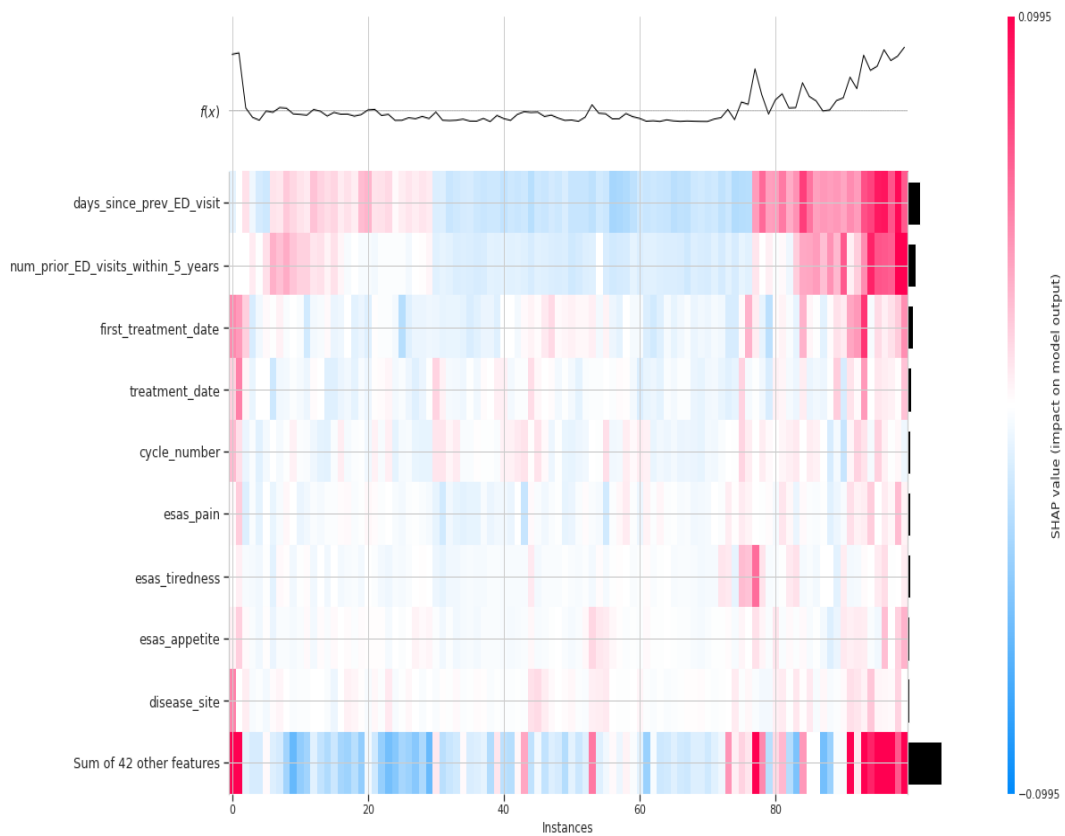 0.0995
f(x)
days_since_prev_ED_visit
num_prior_ED_visits_within_5_years
first_treatment_date
treatment_date
cycle_number
esas_pain
esas_tiredness
esas_appetite
disease_site
Sum of 42 other features
0 20 40 60 80
Instances
SHAP value (impact on model output)
−0.0995